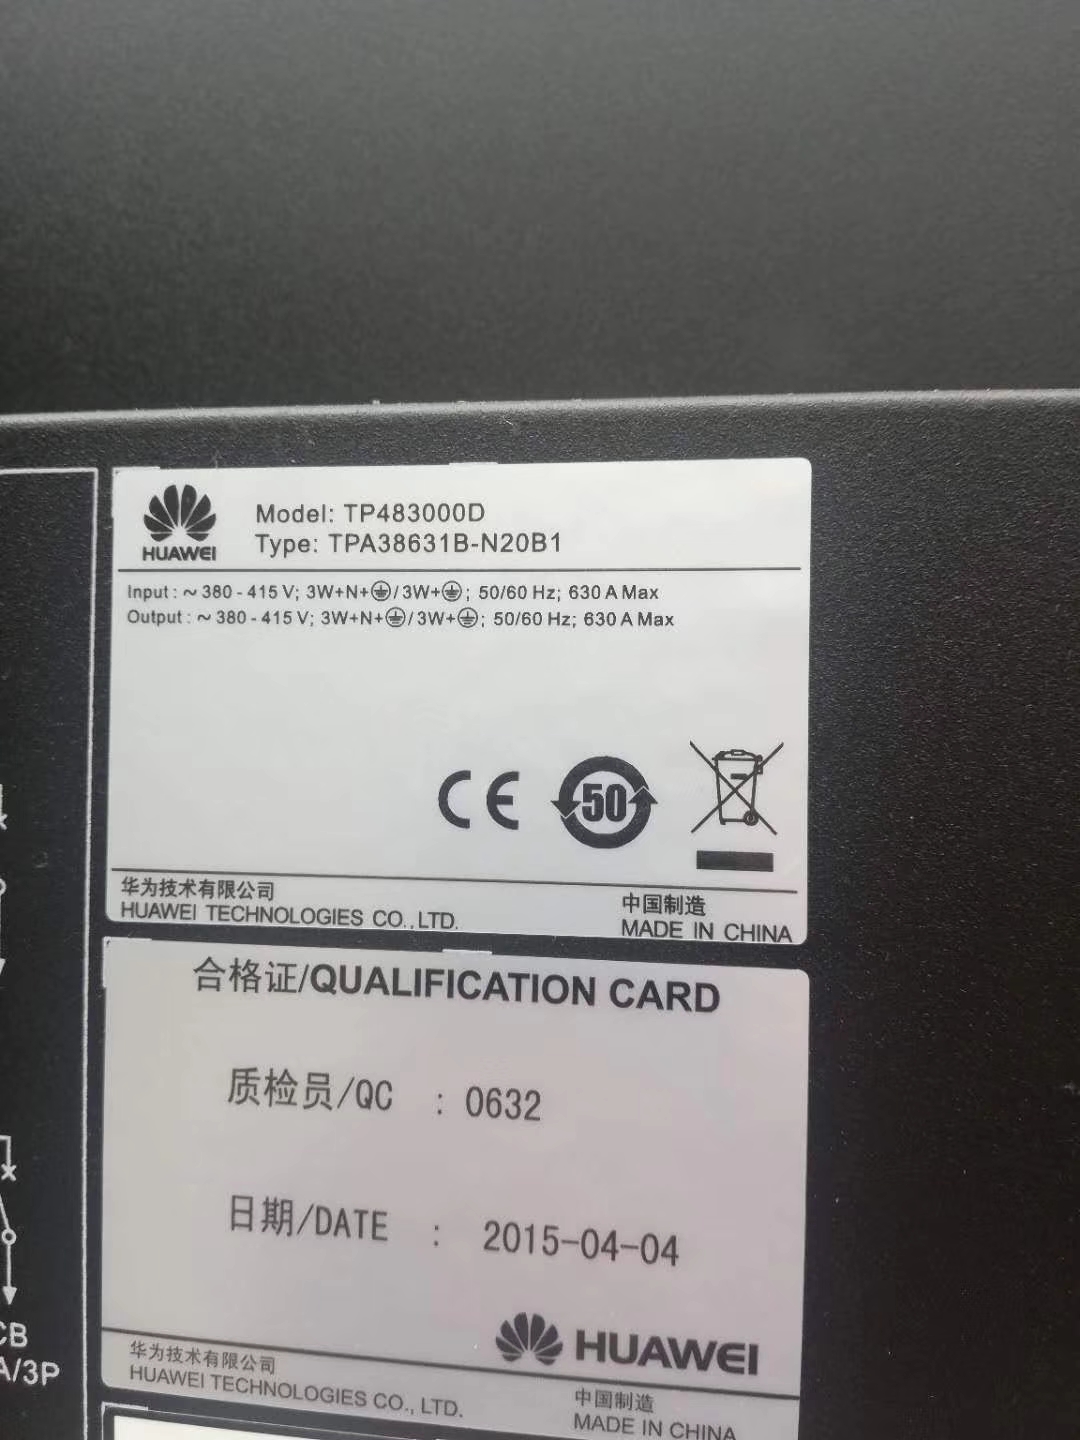 HUAWEI
Model: TP483000D
Type: TPA38631B-N20B1
Input: ~ 380 - 415 V; 3W+N+⏚/3W+⏚; 50/60 Hz; 630 A Max
Output: ~ 380 - 415 V; 3W+N+⏚/3W+⏚; 50/60 Hz; 630 A Max
CE 50
华为技术有限公司
HUAWEI TECHNOLOGIES CO.,LTD.
中国制造
MADE IN CHINA
合格证/QUALIFICATION CARD
质检员/QC : 0632
日期/DATE : 2015-04-04
HUAWEI
华为技术有限公司
HUAWEI TECHNOLOGIES CO., LTD.
中国制造
MADE IN CHINA
CB
A/3P